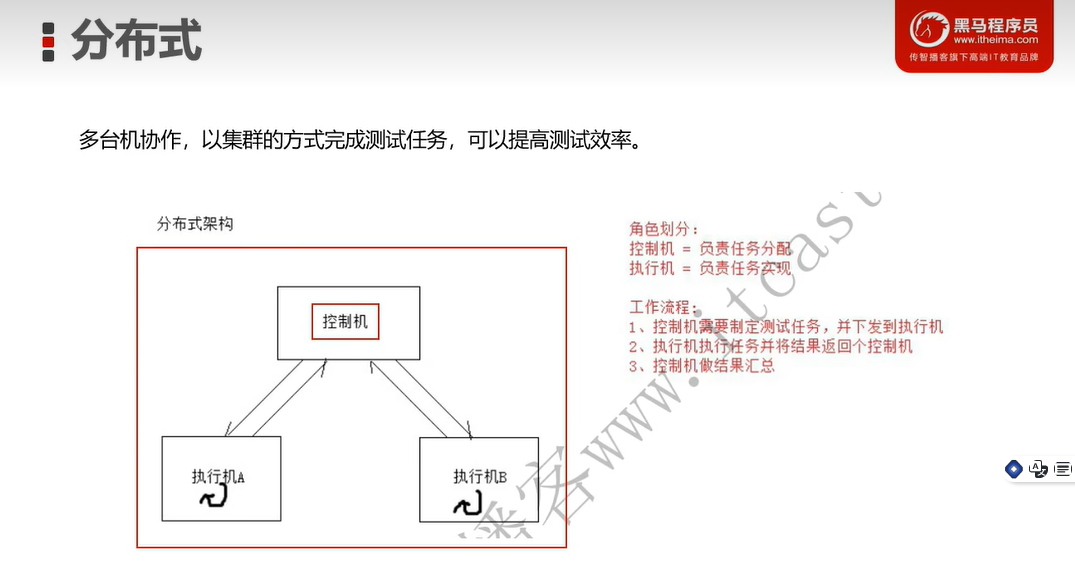 分布式
黑马程序员
www.itheima.com
传智播客旗下高端IT教育品牌
多台机协作，以集群的方式完成测试任务，可以提高测试效率。
分布式架构
控制机
执行机A
执行机B
角色划分：
控制机 = 负责任务分配
执行机 = 负责任务实现
工作流程：
1、控制机需要制定测试任务，并下发到执行机
2、执行机执行任务并将结果返回个控制机
3、控制机做结果汇总
播客www.itcast